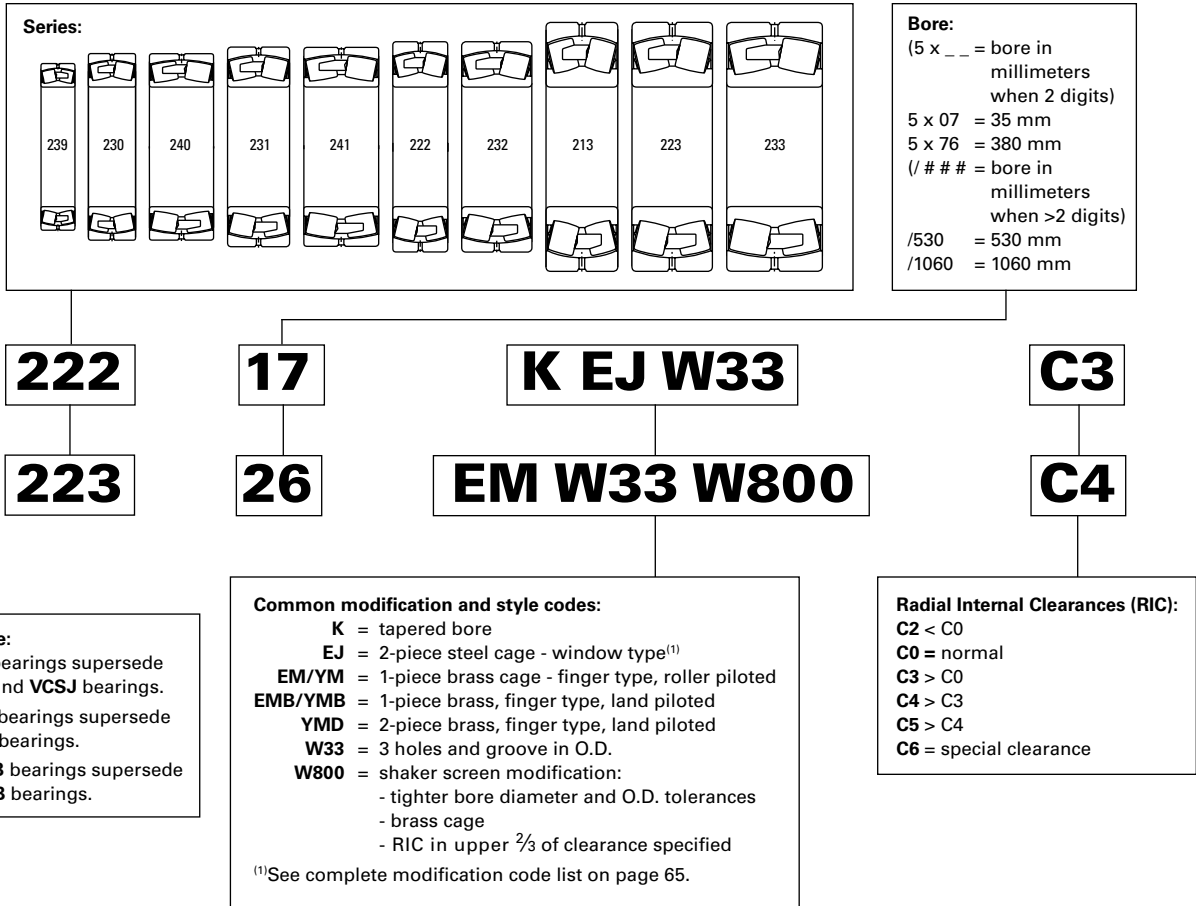 Series:
239 230 240 231 241 222 232 213 223 233
Bore:
(5 x _ _ = bore in
millimeters
when 2 digits)
5 x 07 = 35 mm
5 x 76 = 380 mm
(/ # # # = bore in
millimeters
when >2 digits)
/530 = 530 mm
/1060 = 1060 mm
222 17 K EJ W33 C3
223 26 EM W33 W800 C4
e:
bearings supersede
nd VCSJ bearings.
bearings supersede
bearings.
B bearings supersede
B bearings.
Common modification and style codes:
K = tapered bore
EJ = 2-piece steel cage - window type(1)
EM/YM = 1-piece brass cage - finger type, roller piloted
EMB/YMB = 1-piece brass, finger type, land piloted
YMD = 2-piece brass, finger type, land piloted
W33 = 3 holes and groove in O.D.
W800 = shaker screen modification:
- tighter bore diameter and O.D. tolerances
- brass cage
- RIC in upper 2/3 of clearance specified
(1)See complete modification code list on page 65.
Radial Internal Clearances (RIC):
C2 < C0
C0 = normal
C3 > C0
C4 > C3
C5 > C4
C6 = special clearance